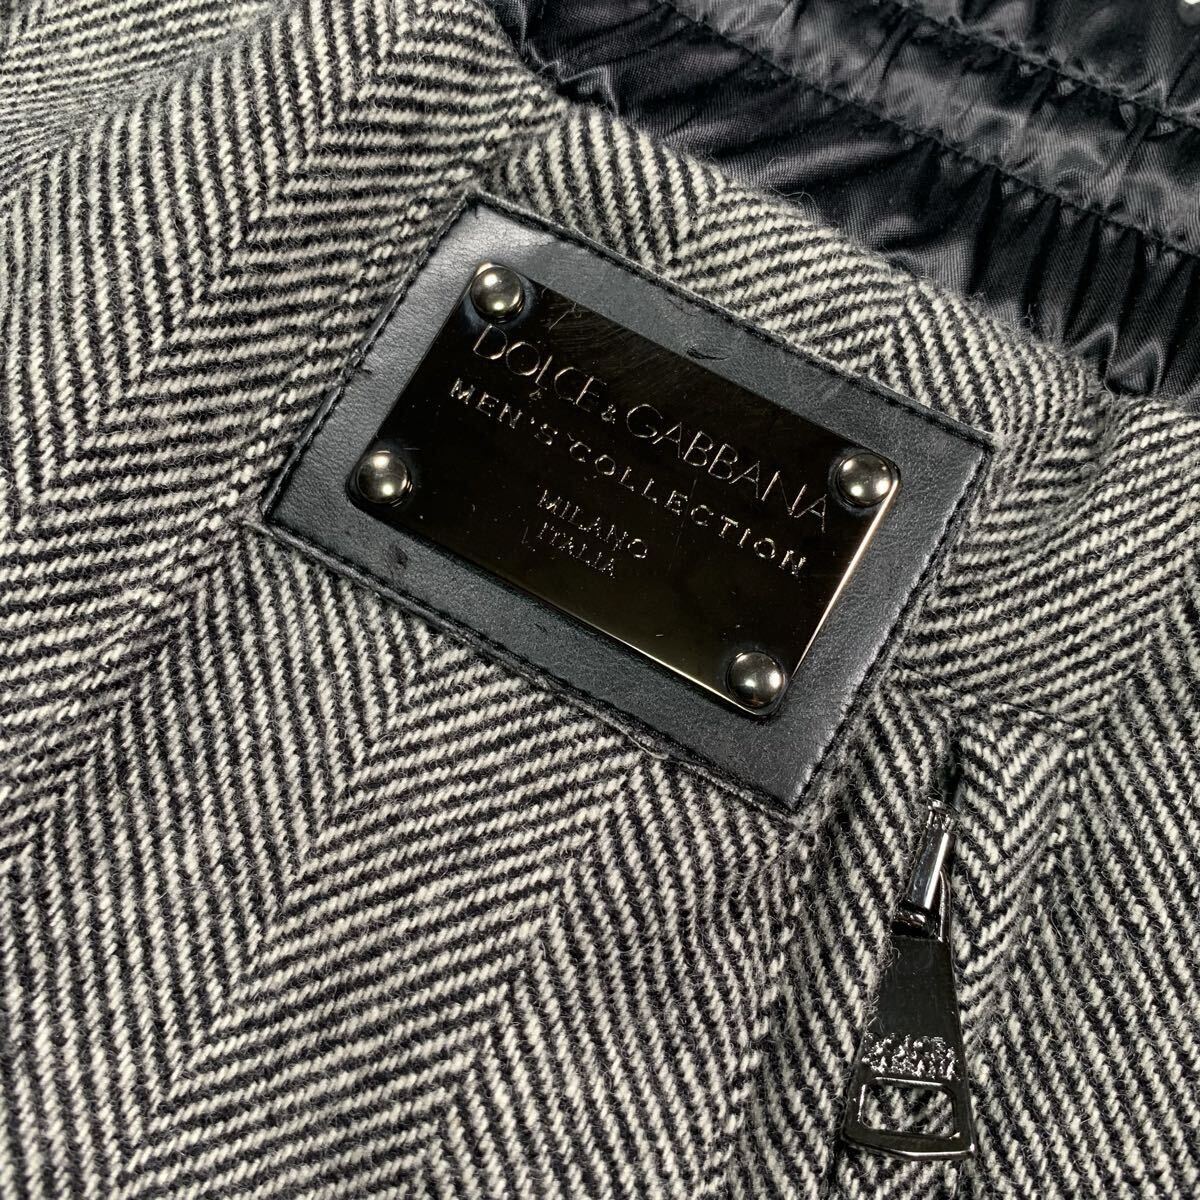 DOLCE & GABBANA
MEN'S COLLECTION
MILANO
ITALIA